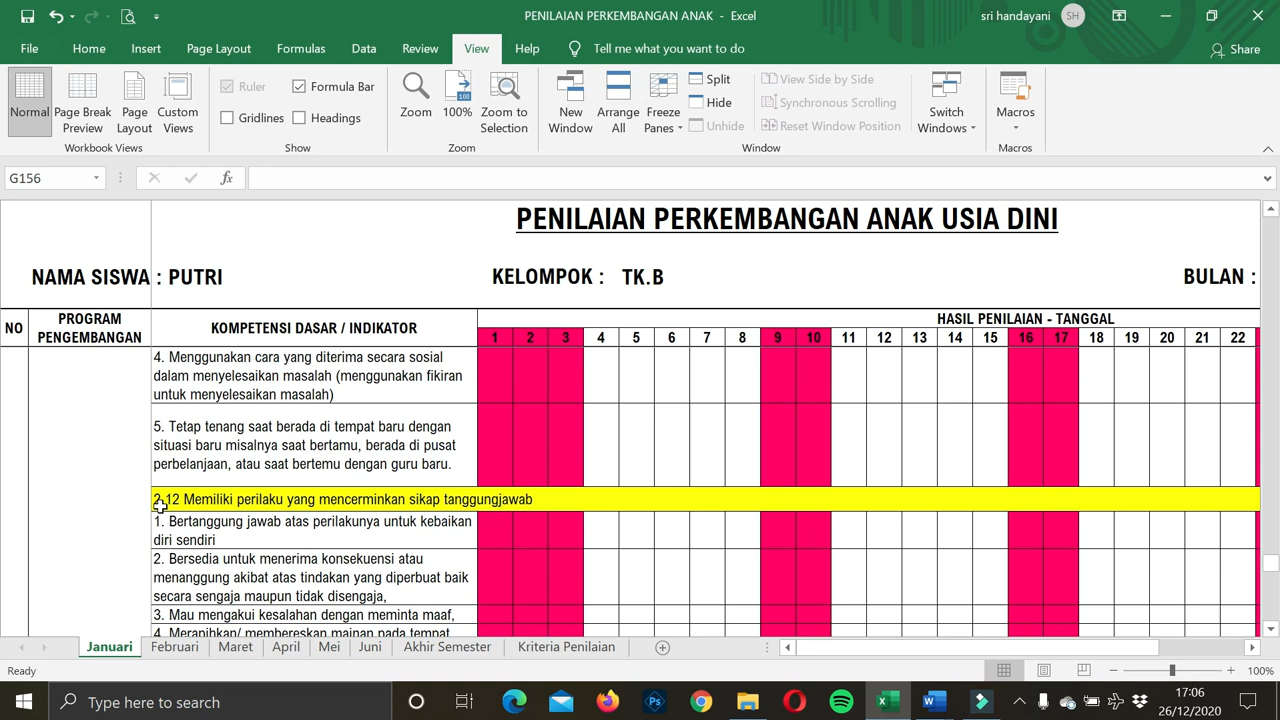 PENILAIAN PERKEMBANGAN ANAK - Excel
sri handayani
SH
File Home Insert Page Layout Formulas Data Review View Help Tell me what you want to do Share
Normal
Page Break Preview
Page Layout
Custom Views
Workbook Views
Ruler
Formula Bar
Gridlines
Headings
Show
Zoom
100
100%
Zoom to Selection
Zoom
New Window
Arrange All
Freeze Panes
Split
Hide
Unhide
View Side by Side
Synchronous Scrolling
Reset Window Position
Window
Switch Windows
Macros
Macros
G156
fx
PENILAIAN PERKEMBANGAN ANAK USIA DINI
NAMA SISWA : PUTRI KELOMPOK : TK.B BULAN :
NO
PROGRAM PENGEMBANGAN
KOMPETENSI DASAR / INDIKATOR
HASIL PENILAIAN - TANGGAL
1 2 3 4 5 6 7 8 9 10 11 12 13 14 15 16 17 18 19 20 21 22
4. Menggunakan cara yang diterima secara sosial
dalam menyelesaikan masalah (menggunakan fikiran
untuk menyelesaikan masalah)
5. Tetap tenang saat berada di tempat baru dengan
situasi baru misalnya saat bertamu, berada di pusat
perbelanjaan, atau saat bertemu dengan guru baru.
2.12 Memiliki perilaku yang mencerminkan sikap tanggungjawab
1. Bertanggung jawab atas perilakunya untuk kebaikan
diri sendiri
2. Bersedia untuk menerima konsekuensi atau
menanggung akibat atas tindakan yang diperbuat baik
secara sengaja maupun tidak disengaja,
3. Mau mengakui kesalahan dengan meminta maaf,
4. Merapihkan/ membereskan mainan pada tempat
Januari Februari Maret April Mei Juni Akhir Semester Kriteria Penilaian
Ready
100%
Type here to search
17:06
26/12/2020